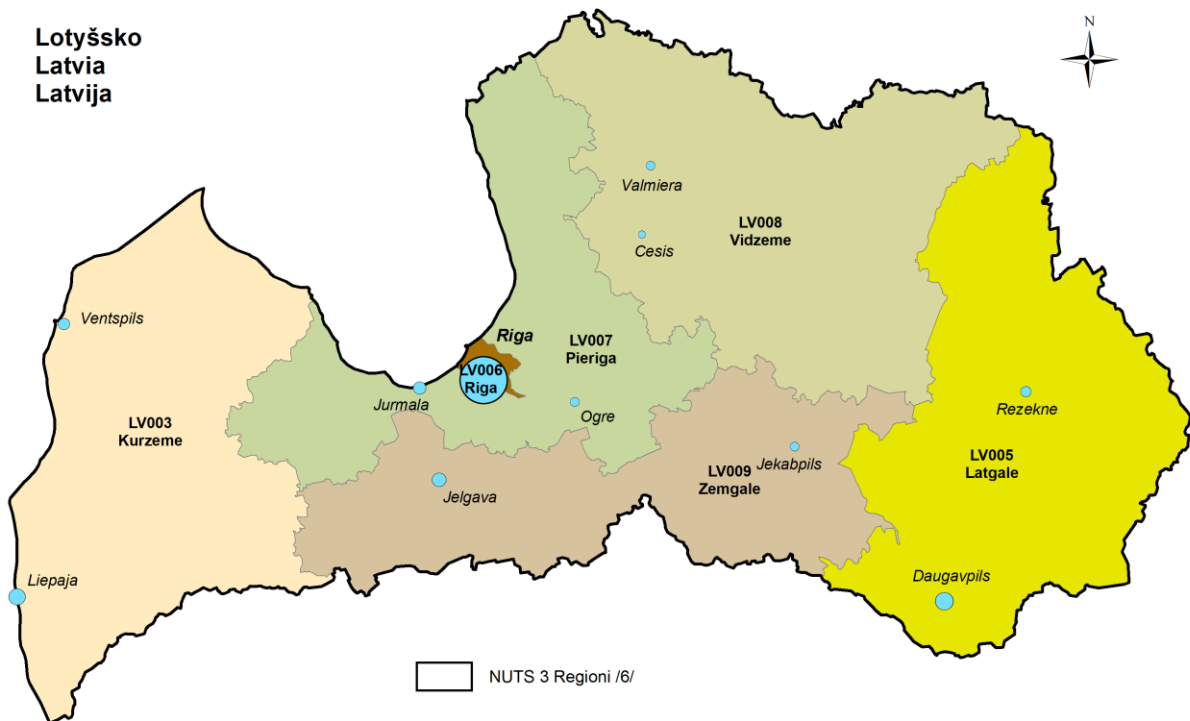 Lotyšsko
Latvia
Latvija
N
Valmiera
LV008
Vidzeme
Cesis
Ventspils
Riga
LV007
Pieriga
LV006
Riga
Jurmala
Ogre
Rezekne
LV003
Kurzeme
Jekabpils
LV005
Latgale
LV009
Zemgale
Jelgava
Liepaja
Daugavpils
NUTS 3 Regioni /6/